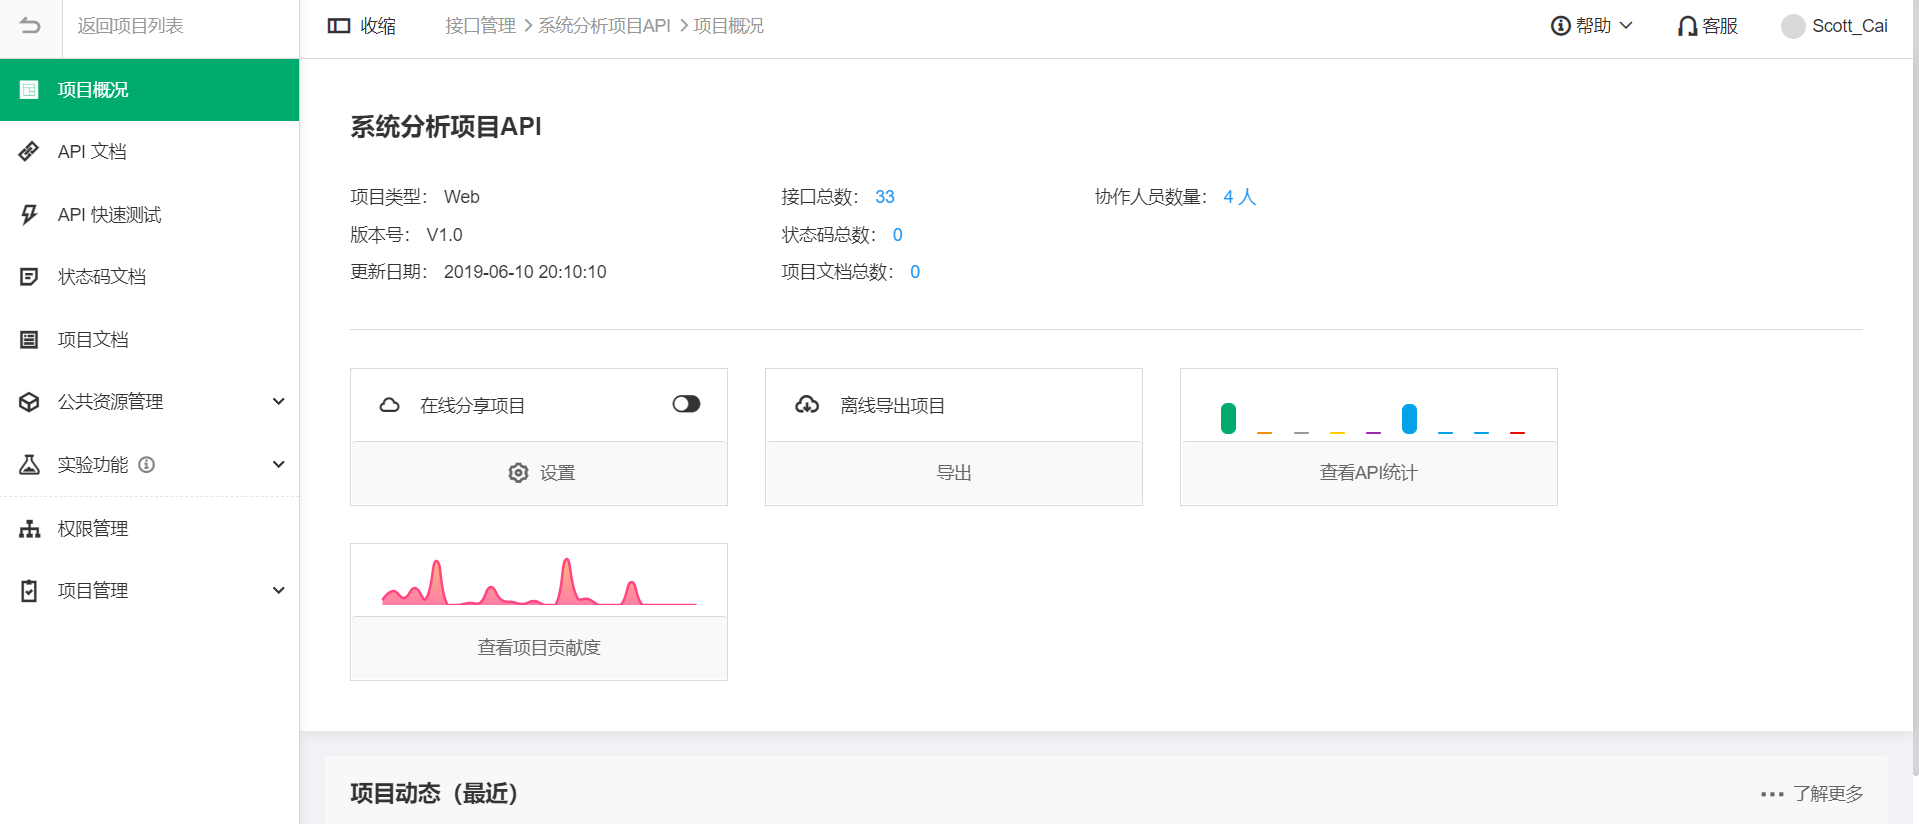 返回项目列表
收缩
接口管理 > 系统分析项目API > 项目概况
帮助
客服
Scott_Cai
项目概况
API 文档
API 快速测试
状态码文档
项目文档
公共资源管理
实验功能
权限管理
项目管理
系统分析项目API
项目类型： Web
接口总数： 33
协作人员数量： 4 人
版本号： V1.0
状态码总数： 0
更新日期： 2019-06-10 20:10:10
项目文档总数： 0
在线分享项目
设置
离线导出项目
导出
查看API统计
查看项目贡献度
项目动态（最近）
了解更多